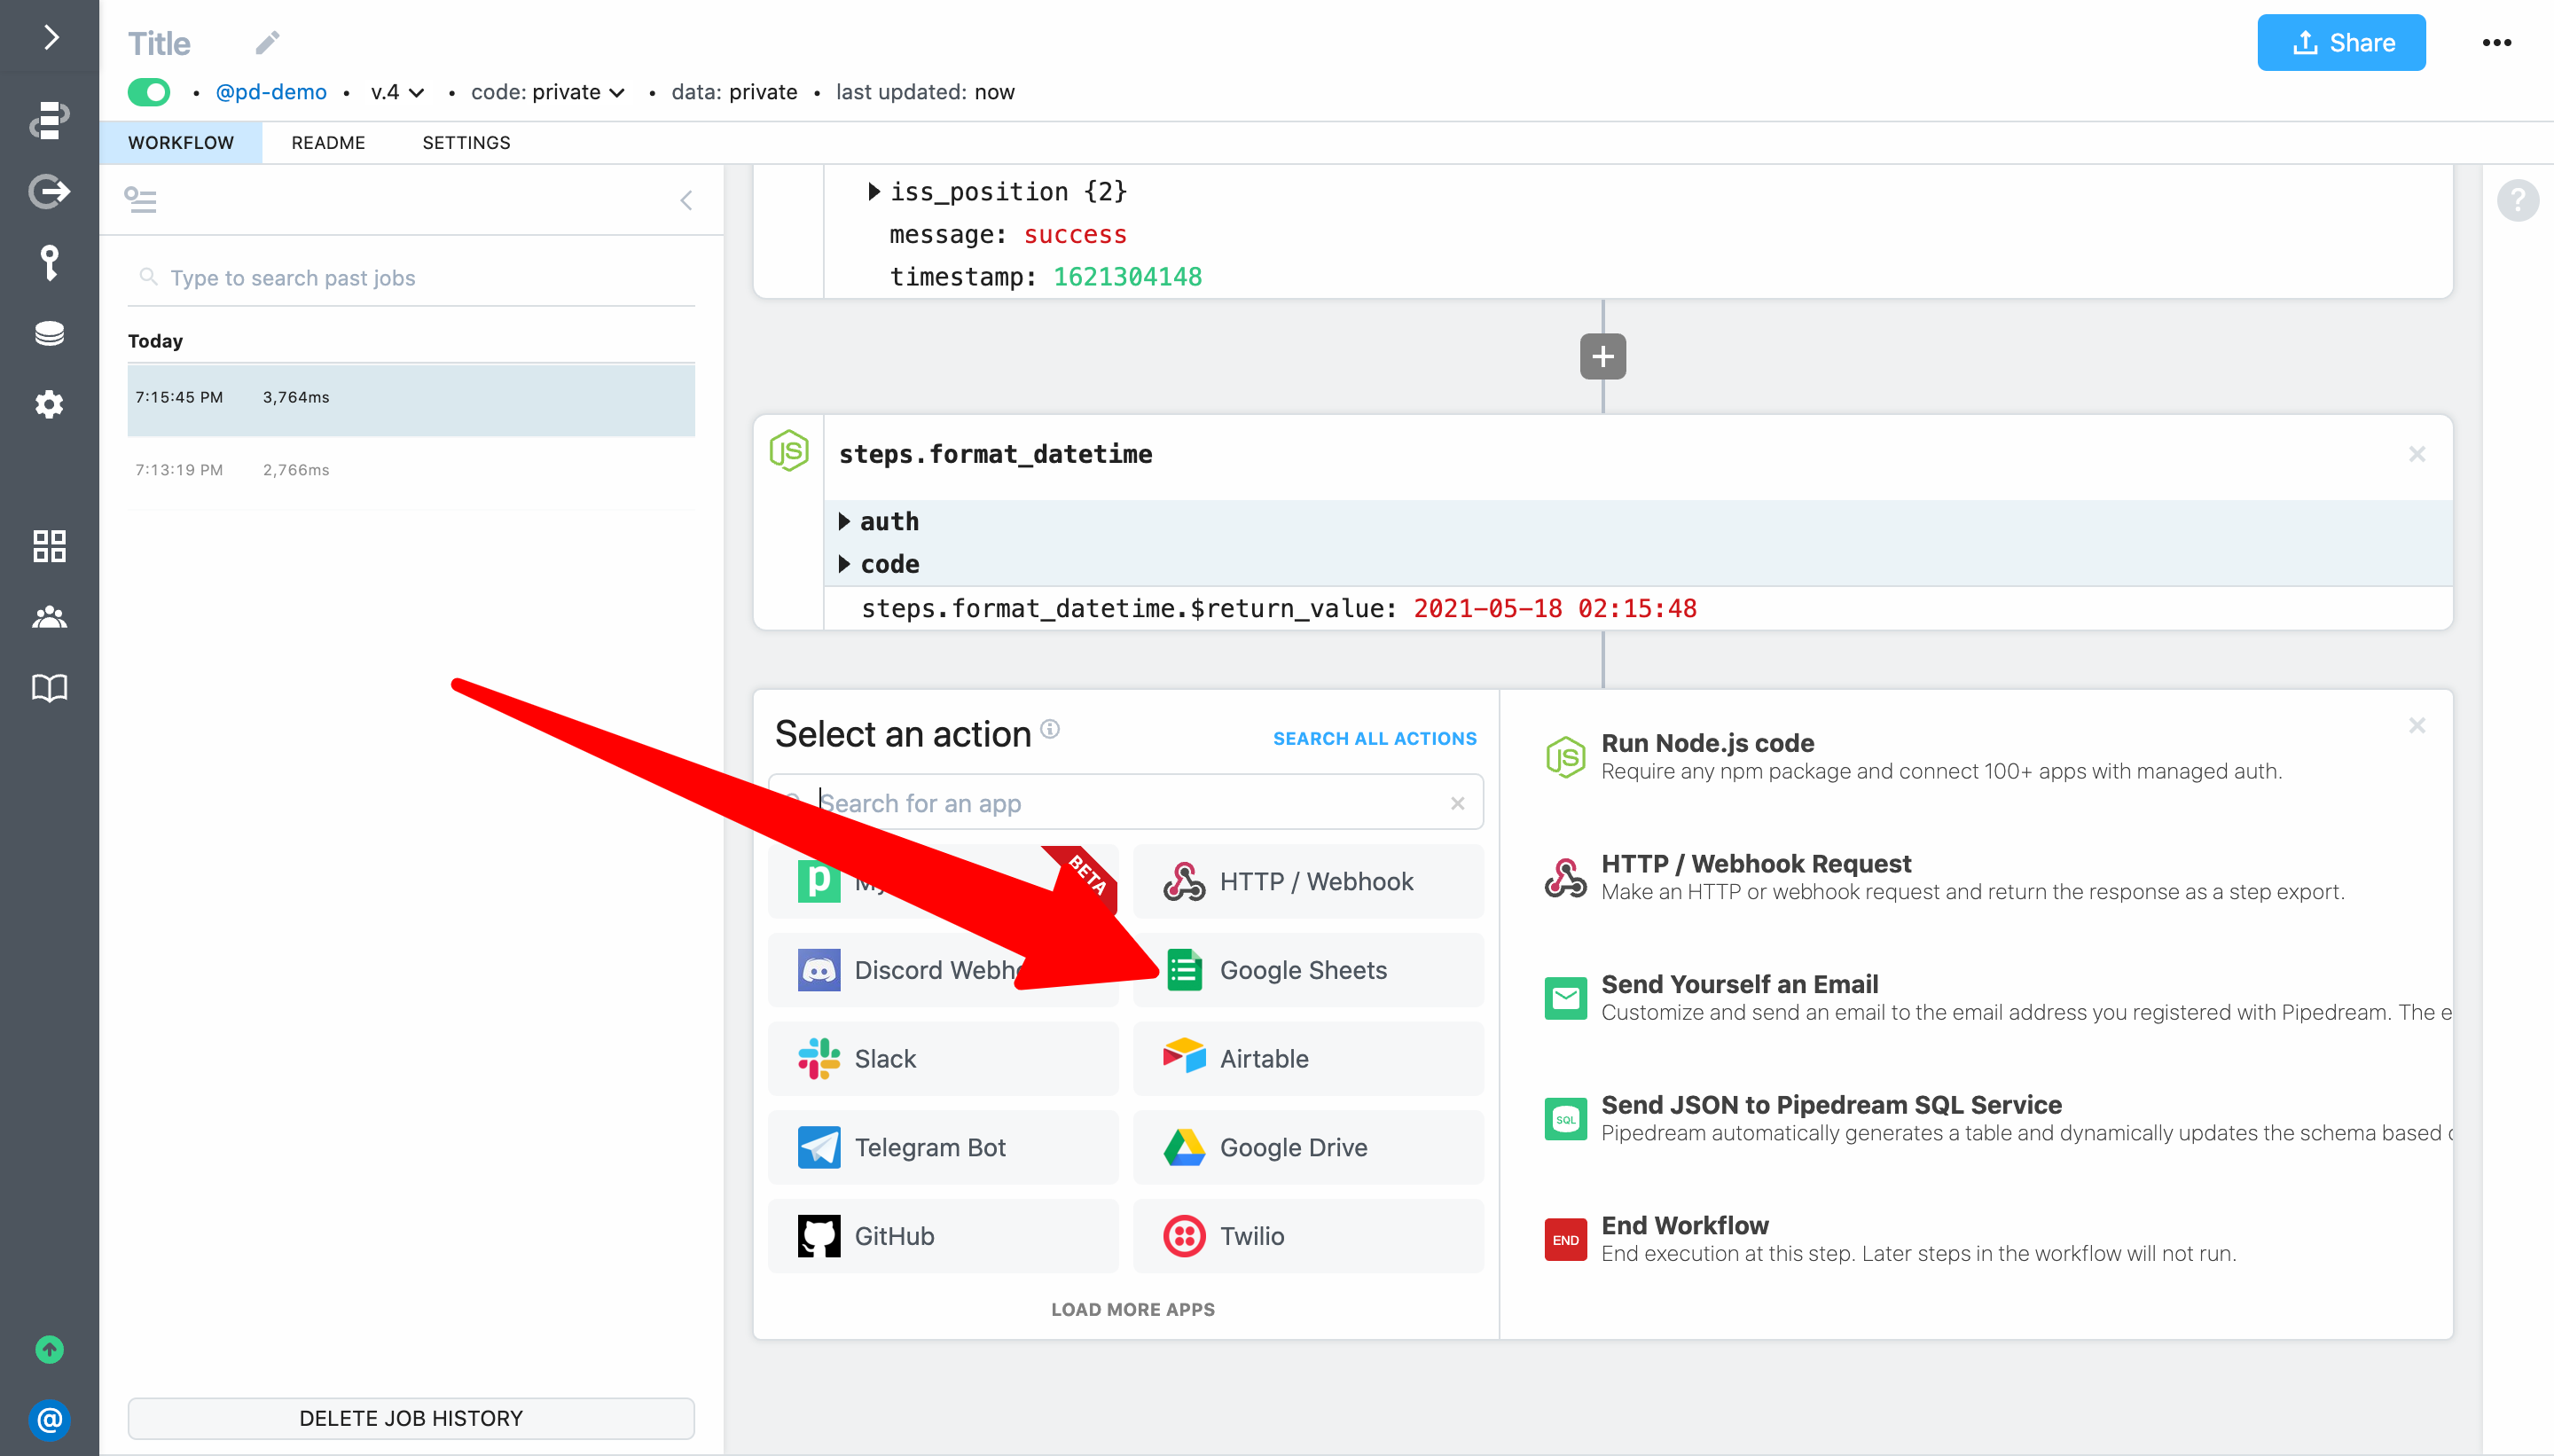 Title
Share
@pd-demo • v.4 • code: private • data: private • last updated: now
WORKFLOW README SETTINGS
Type to search past jobs
Today
7:15:45 PM 3,764ms
7:13:19 PM 2,766ms
DELETE JOB HISTORY
@
iss_position {2}
message: success
timestamp: 1621304148
+
JS
steps.format_datetime
auth
code
steps.format_datetime.$return_value: 2021-05-18 02:15:48
Select an action
SEARCH ALL ACTIONS
Search for an app
BETA
HTTP / Webhook
Discord
Google Sheets
Slack
Airtable
Telegram Bot
Google Drive
GitHub
Twilio
LOAD MORE APPS
JS
Run Node.js code
Require any npm package and connect 100+ apps with managed auth.
HTTP / Webhook Request
Make an HTTP or webhook request and return the response as a step export.
Send Yourself an Email
Customize and send an email to the email address you registered with Pipedream. The e
SQL
Send JSON to Pipedream SQL Service
Pipedream automatically generates a table and dynamically updates the schema based
END
End Workflow
End execution at this step. Later steps in the workflow will not run.
?